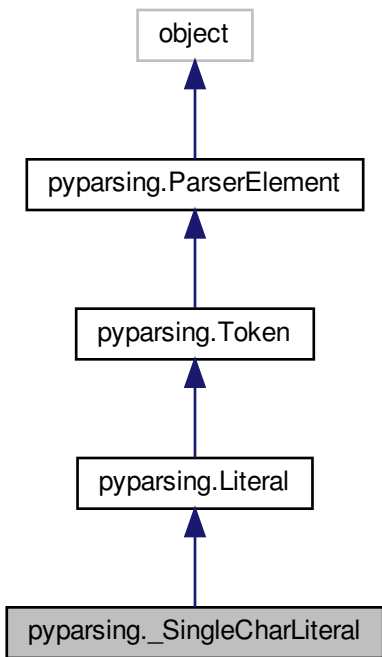 object
pyparsing.ParserElement
pyparsing.Token
pyparsing.Literal
pyparsing._SingleCharLiteral